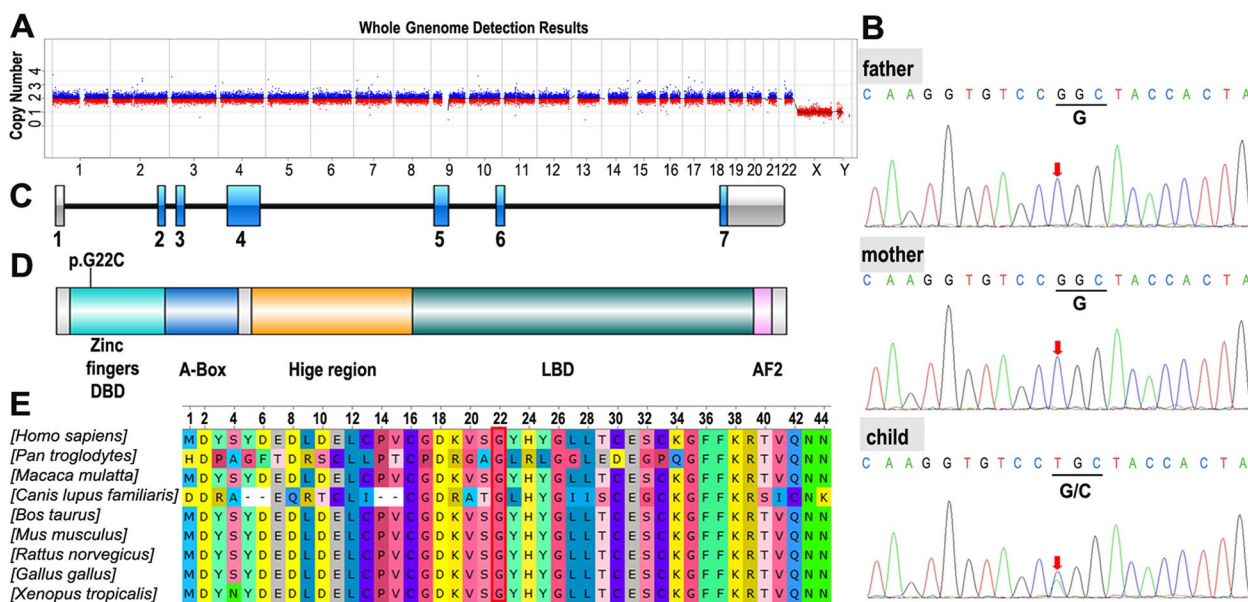 A
Whole Gnenome Detection Results
Copy Number
4
3
2
1
0
1 2 3 4 5 6 7 8 9 10 11 12 13 14 15 16 17 18 19 20 21 22 X Y
B
father
C A A G G T G T C C G G C T A C C A C T A
G
mother
C A A G G T G T C C G G C T A C C A C T A
G
child
C A A G G T G T C C T G C T A C C A C T A
G/C
C
1 2 3 4 5 6 7
D
p.G22C
Zinc
fingers
DBD
A-Box
Hige region
LBD
AF2
E
1 2 4 6 8 10 12 14 16 18 20 22 24 26 28 30 32 34 36 38 40 42 44
[Homo sapiens] M D Y S Y D E D L D E L C P V C G D K V S G Y H Y G L L T C E S C K G F F K R T V Q N N
[Pan troglodytes] H D P A G F T D R S C L L P T C P D R G A G L R L G G L E D E G P Q G F F K R T V Q N N
[Macaca mulatta] M D Y S Y D E D L D E L C P V C G D K V S G Y H Y G L L T C E S C K G F F K R T V Q N N
[Canis lupus familiaris] D D R A - - E Q R T C L I - - C G D R A T G L H Y G I I S C E G C K G F F K R S I C N K
[Bos taurus] M D Y S Y D E D L D E L C P V C G D K V S G Y H Y G L L T C E S C K G F F K R T V Q N N
[Mus musculus] M D Y S Y D E D L D E L C P V C G D K V S G Y H Y G L L T C E S C K G F F K R T V Q N N
[Rattus norvegicus] M D Y S Y D E D L D E L C P V C G D K V S G Y H Y G L L T C E S C K G F F K R T V Q N N
[Gallus gallus] M D Y S Y D E D L D E L C P V C G D K V S G Y H Y G L L T C E S C K G F F K R T V Q N N
[Xenopus tropicalis] M D Y N Y D E D L D E L C P V C G D K V S G Y H Y G L L T C E S C K G F F K R T V Q N N